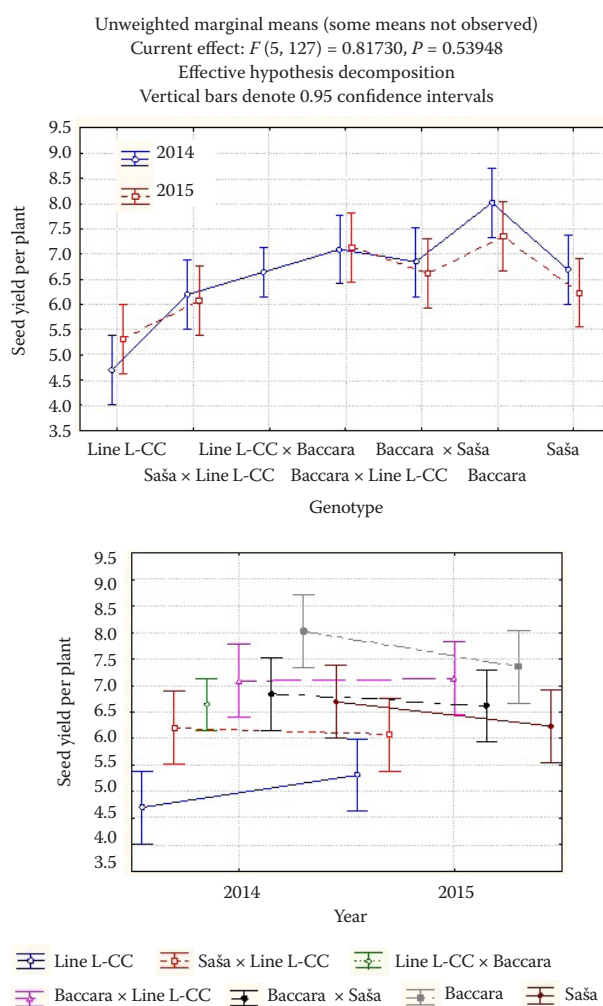 Unweighted marginal means (some means not observed)
Current effect: F (5, 127) = 0.81730, P = 0.53948
Effective hypothesis decomposition
Vertical bars denote 0.95 confidence intervals
9.5
9.0
8.5
8.0
7.5
7.0
6.5
6.0
5.5
5.0
4.5
4.0
3.5
Seed yield per plant
2014
2015
Line L-CC Line L-CC × Baccara Baccara × Saša Saša
Saša × Line L-CC Baccara × Line L-CC Baccara
Genotype
9.5
9.0
8.5
8.0
7.5
7.0
6.5
6.0
5.5
5.0
4.5
4.0
3.5
Seed yield per plant
2014 2015
Year
Line L-CC Saša × Line L-CC Line L-CC × Baccara
Baccara × Line L-CC Baccara × Saša Baccara Saša